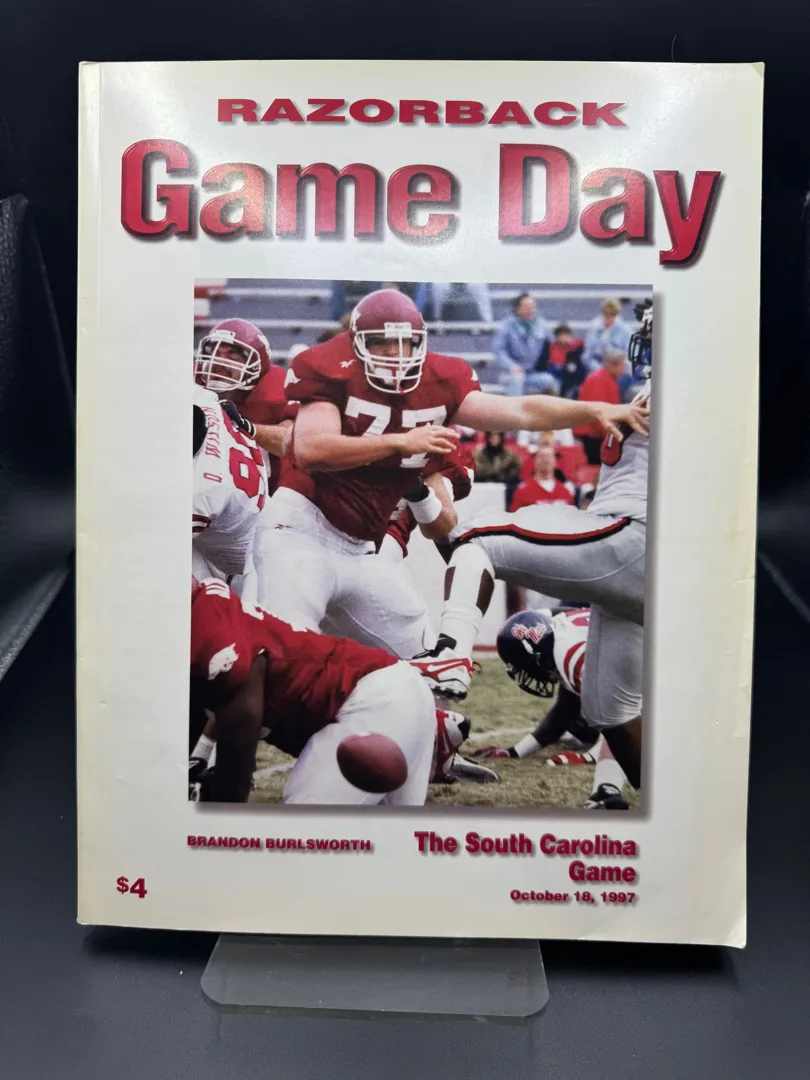 RAZORBACK
Game Day
77
BRANDON BURLSWORTH
The South Carolina
Game
October 18, 1997
$4